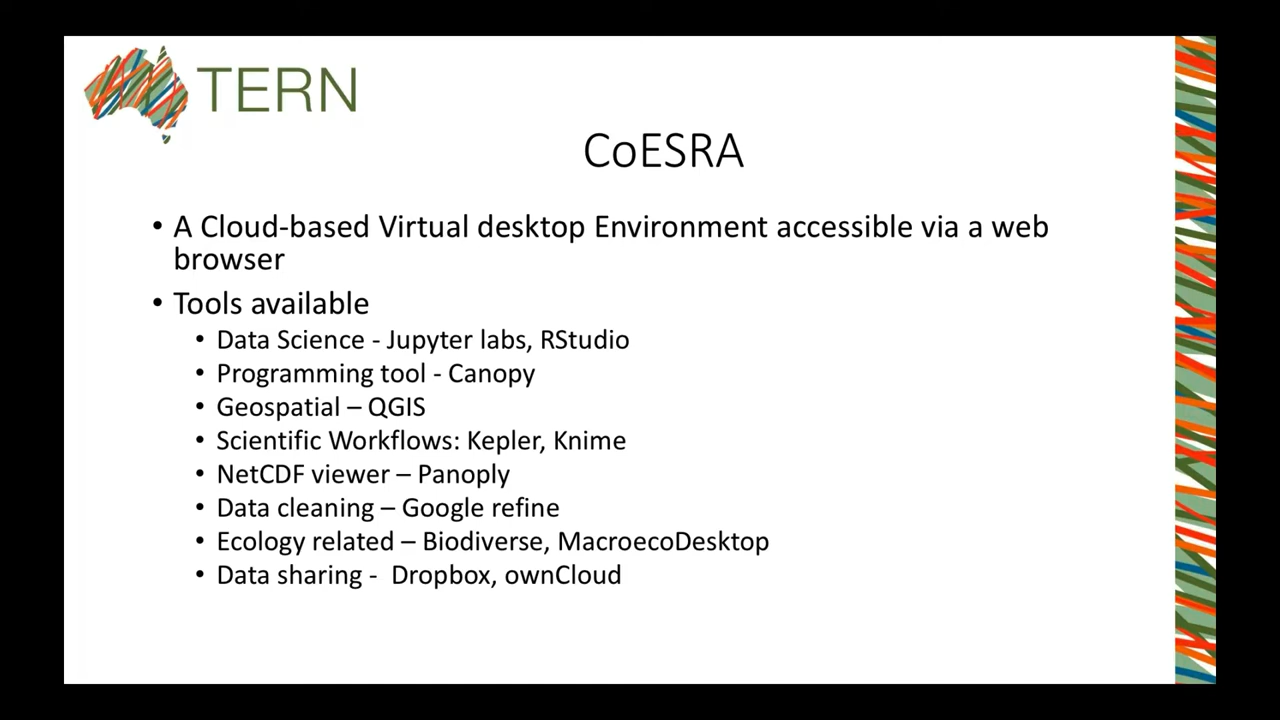 TERN
CoESRA
• A Cloud-based Virtual desktop Environment accessible via a web
browser
• Tools available
• Data Science - Jupyter labs, RStudio
• Programming tool - Canopy
• Geospatial – QGIS
• Scientific Workflows: Kepler, Knime
• NetCDF viewer – Panoply
• Data cleaning – Google refine
• Ecology related – Biodiverse, MacroecoDesktop
• Data sharing -  Dropbox, ownCloud